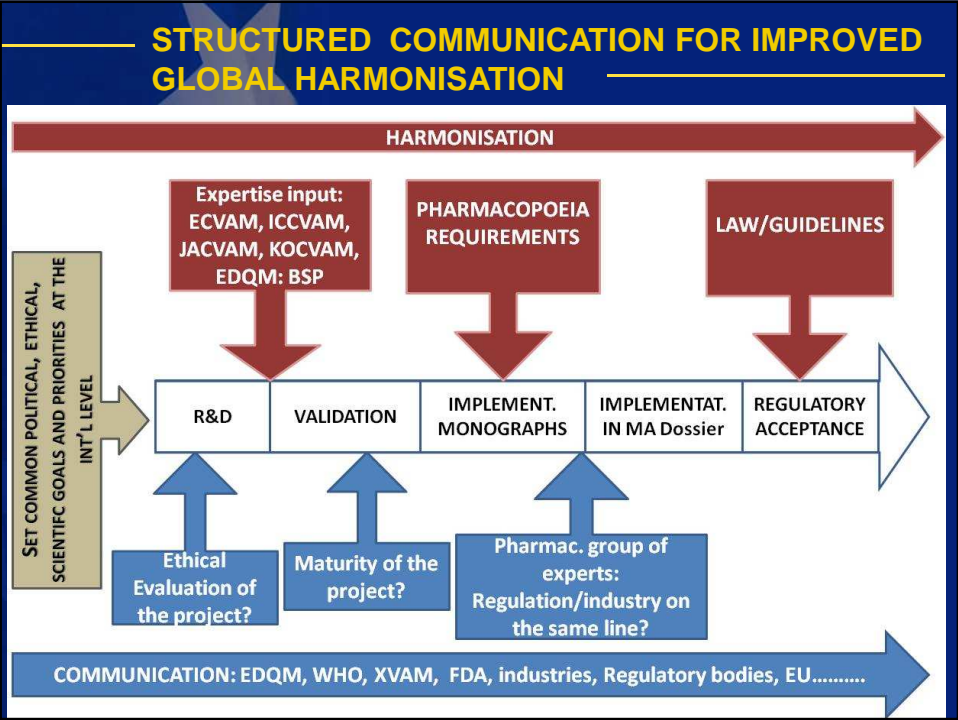 STRUCTURED COMMUNICATION FOR IMPROVED
GLOBAL HARMONISATION
HARMONISATION
Expertise input:
ECVAM, ICCVAM,
JACVAM, KOCVAM,
EDQM: BSP
PHARMACOPOEIA
REQUIREMENTS
LAW/GUIDELINES
SET COMMON POLITICAL, ETHICAL,
SCIENTIFC GOALS AND PRIORITIES AT THE
INT'L LEVEL
R&D
VALIDATION
IMPLEMENT.
MONOGRAPHS
IMPLEMENTAT.
IN MA Dossier
REGULATORY
ACCEPTANCE
Ethical
Evaluation of
the project?
Maturity of the
project?
Pharmac. group of
experts:
Regulation/industry on
the same line?
COMMUNICATION: EDQM, WHO, XVAM, FDA, industries, Regulatory bodies, EU……….